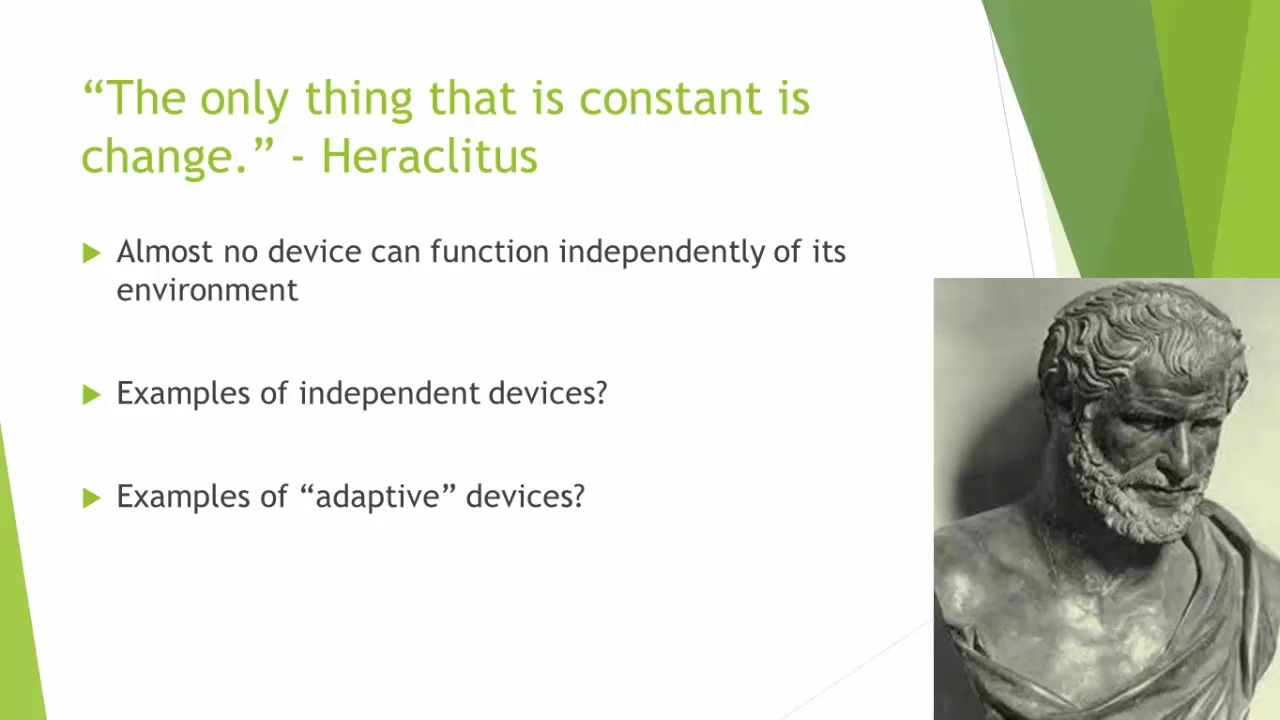 “The only thing that is constant is
change.” - Heraclitus
Almost no device can function independently of its
environment
Examples of independent devices?
Examples of “adaptive” devices?